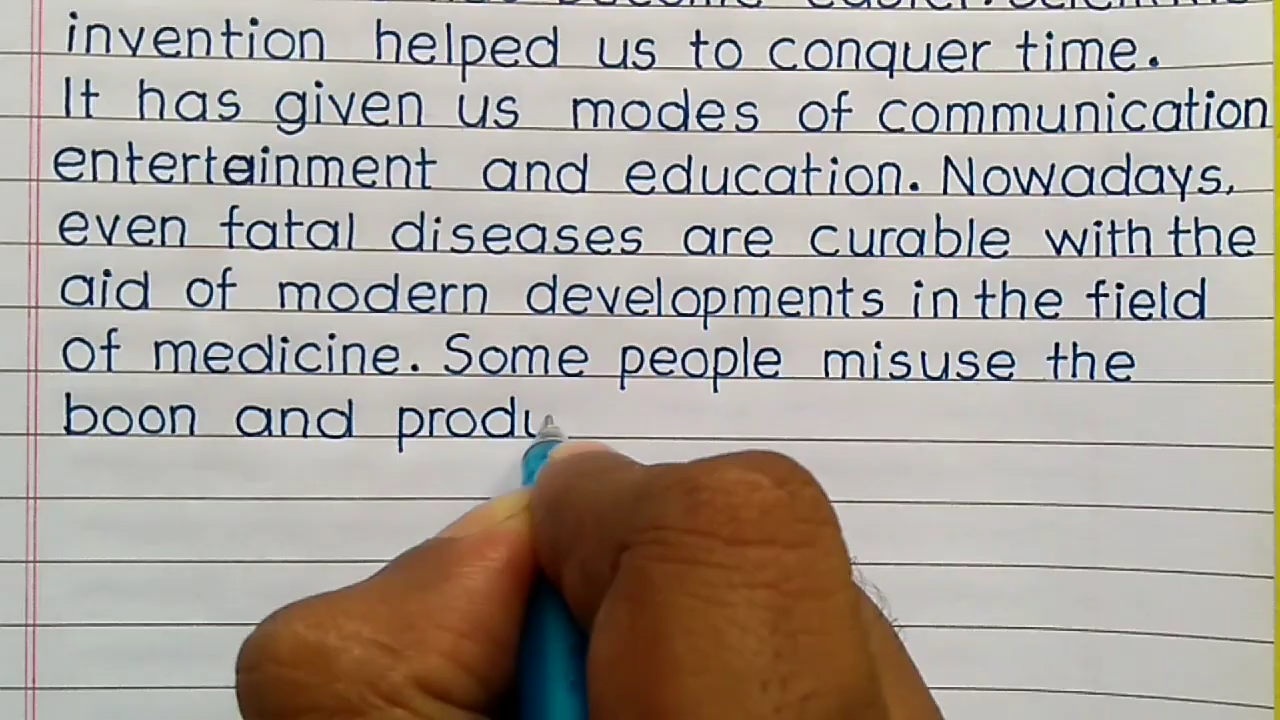 invention helped us to conquer time.
It has given us modes of communication
entertainment and education. Nowadays,
even fatal diseases are curable with the
aid of modern developments in the field
of medicine. Some people misuse the
boon and produ